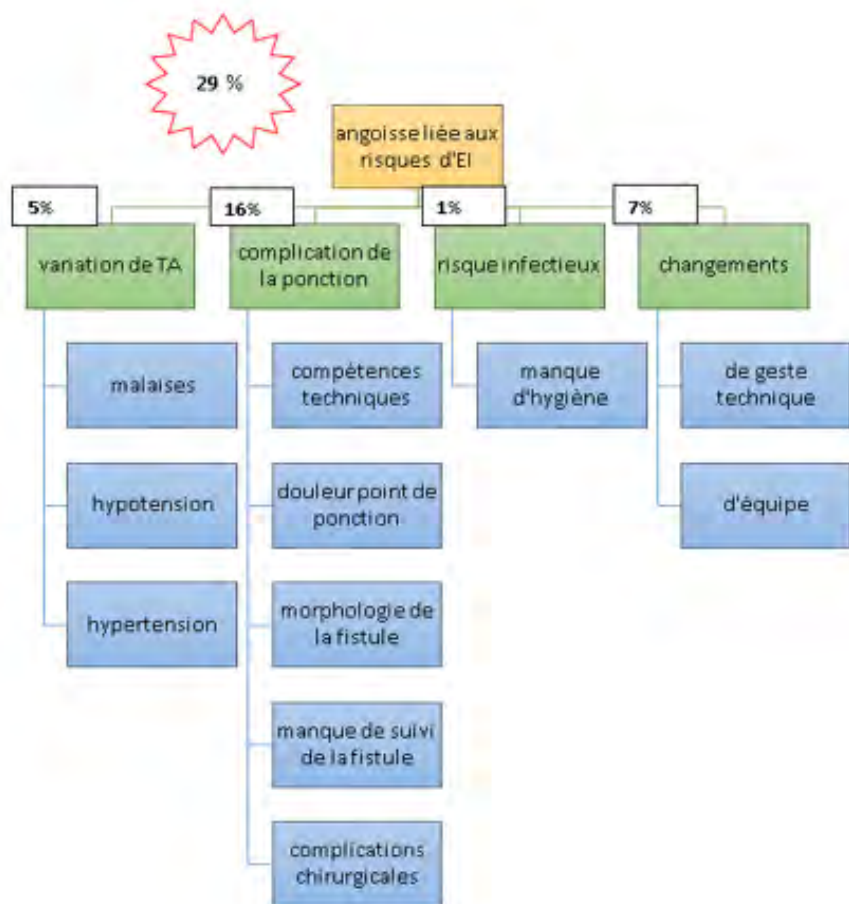 29 %
angoisse liée aux
risques d'EI
5%
16%
1%
7%
variation de TA
complication de
la ponction
risque infectieux
changements
malaises
hypotension
hypertension
compétences
techniques
douleur point de
ponction
morphologie de
la fistule
manque de suivi
de la fistule
complications
chirurgicales
manque
d'hygiène
de geste
technique
d'équipe